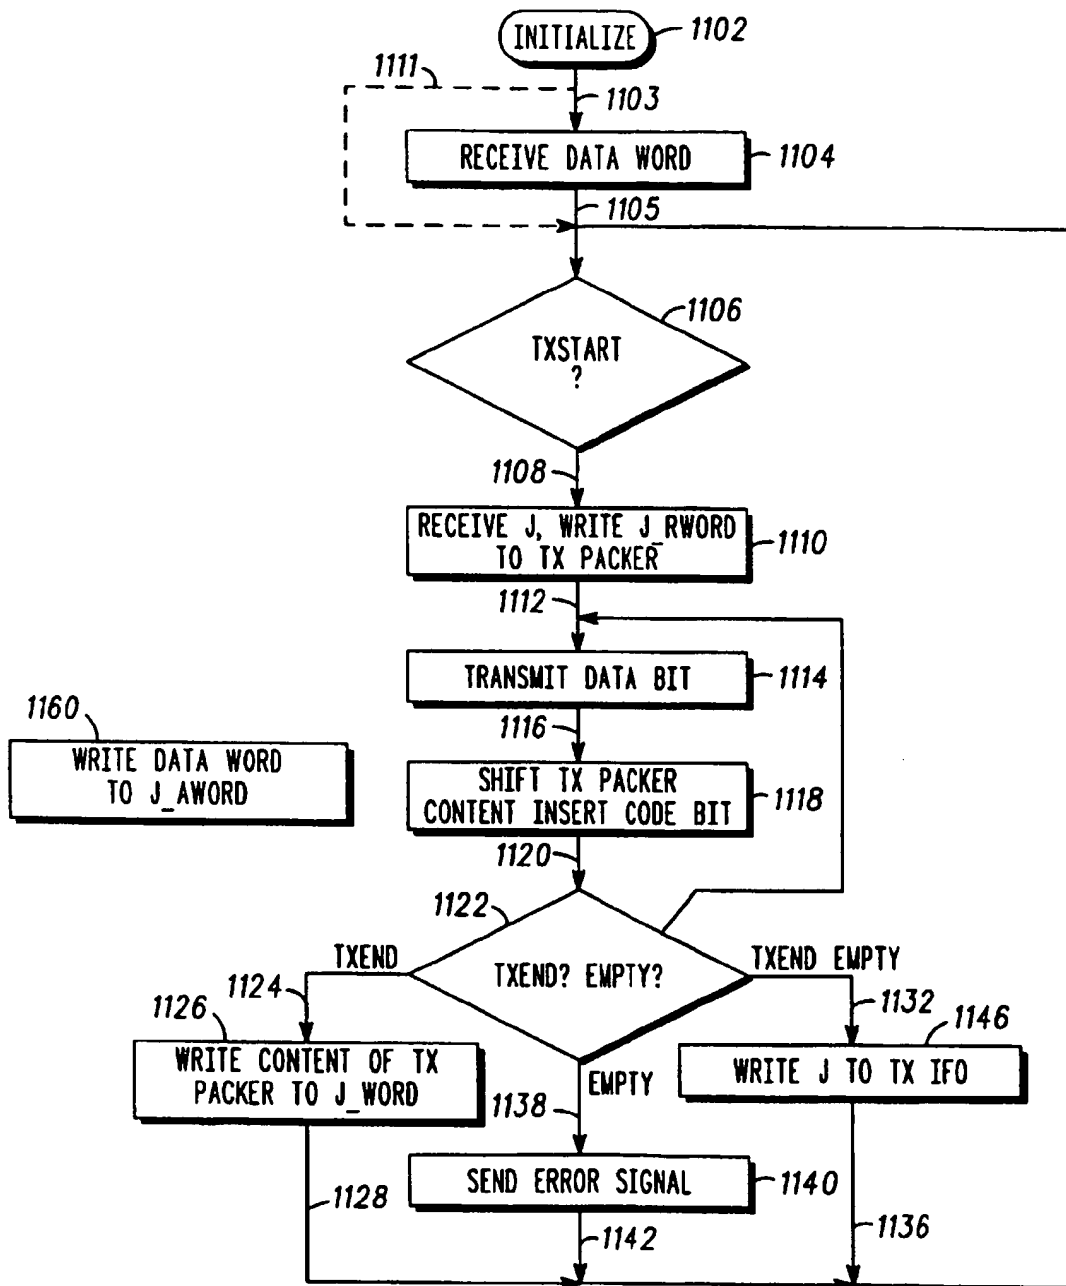 INITIALIZE
1102
1111
1103
RECEIVE DATA WORD
1104
1105
1106
TXSTART
?
1108
RECEIVE J, WRITE J_RWORD
TO TX PACKER
1110
1112
TRANSMIT DATA BIT
1114
1116
1160
WRITE DATA WORD
TO J_AWORD
SHIFT TX PACKER
CONTENT INSERT CODE BIT
1118
1120
1122
TXEND
TXEND? EMPTY?
TXEND EMPTY
1124
1132
1126
1146
WRITE CONTENT OF TX
PACKER TO J_WORD
EMPTY
WRITE J TO TX IFO
1138
SEND ERROR SIGNAL
1140
1128
1142
1136